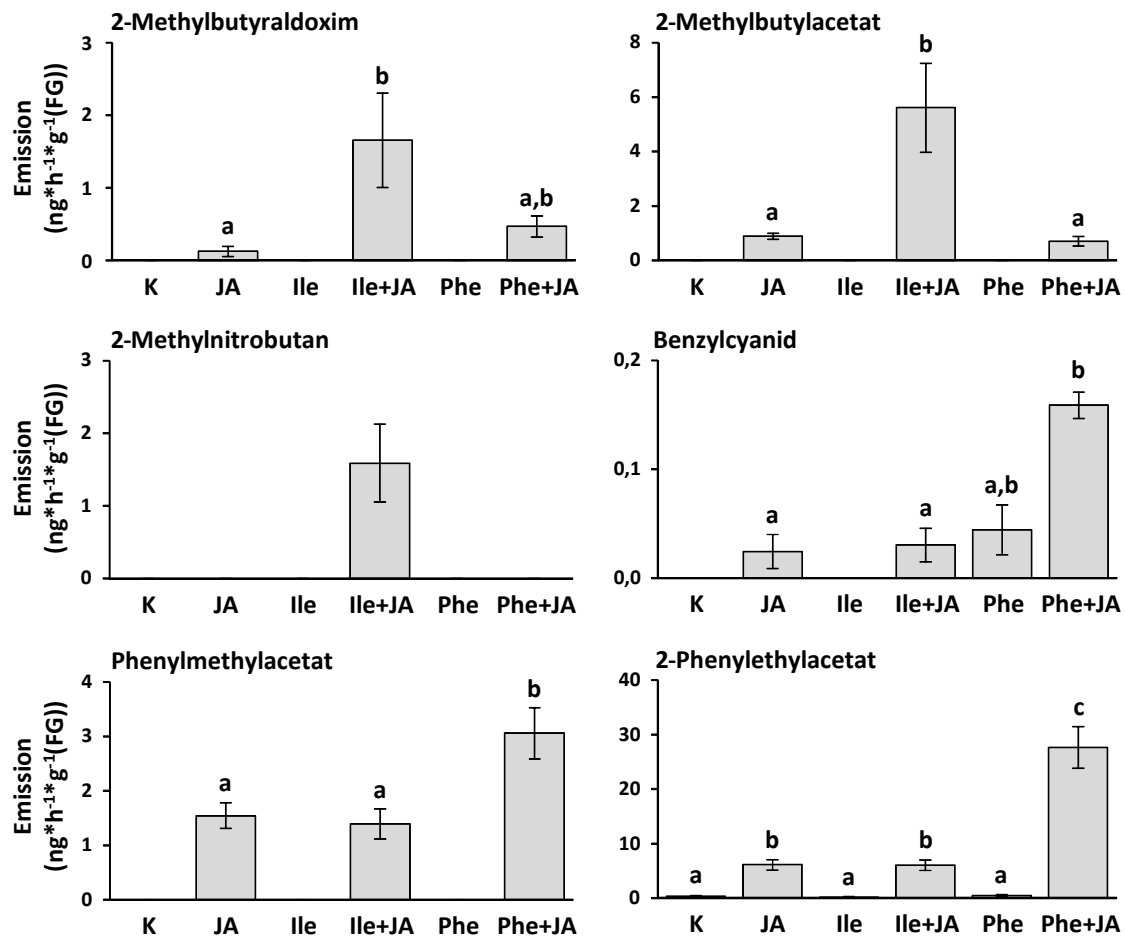 2-Methylbutyraldoxim
Emission
(ng*h⁻¹*g⁻¹(FG))
3
2
1
0
a
b
a,b
K JA Ile Ile+JA Phe Phe+JA
2-Methylbutylacetat
8
6
4
2
0
a
b
a
K JA Ile Ile+JA Phe Phe+JA
2-Methylnitrobutan
Emission
(ng*h⁻¹*g⁻¹(FG))
3
2
1
0
K JA Ile Ile+JA Phe Phe+JA
Benzylcyanid
0,2
0,1
0,0
a
a
a,b
b
K JA Ile Ile+JA Phe Phe+JA
Phenylmethylacetat
Emission
(ng*h⁻¹*g⁻¹(FG))
4
3
2
1
0
a
a
b
K JA Ile Ile+JA Phe Phe+JA
2-Phenylethylacetat
40
30
20
10
0
a
b
a
b
a
c
K JA Ile Ile+JA Phe Phe+JA